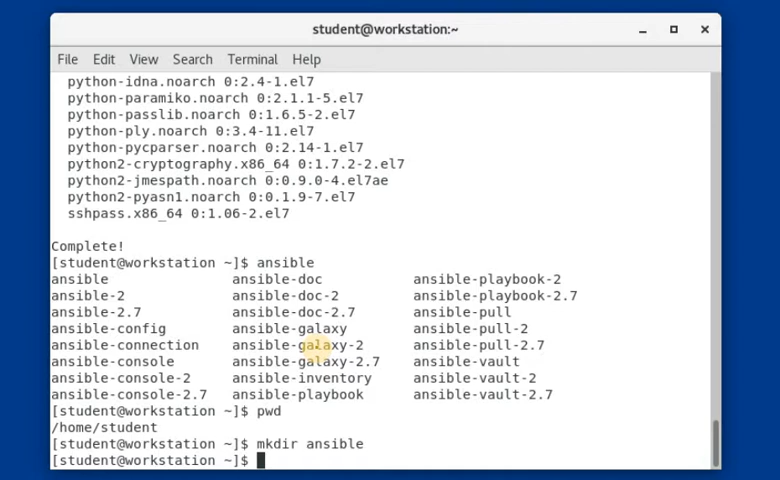 student@workstation:~
File Edit View Search Terminal Help
python-idna.noarch 0:2.4-1.el7
python-paramiko.noarch 0:2.1.1-5.el7
python-passlib.noarch 0:1.6.5-2.el7
python-ply.noarch 0:3.4-11.el7
python-pycparser.noarch 0:2.14-1.el7
python2-cryptography.x86_64 0:1.7.2-2.el7
python2-jmespath.noarch 0:0.9.0-4.el7ae
python2-pyasn1.noarch 0:0.1.9-7.el7
sshpass.x86_64 0:1.06-2.el7
Complete!
[student@workstation ~]$ ansible
ansible ansible-doc ansible-playbook-2
ansible-2 ansible-doc-2 ansible-playbook-2.7
ansible-2.7 ansible-doc-2.7 ansible-pull
ansible-config ansible-galaxy ansible-pull-2
ansible-connection ansible-galaxy-2 ansible-pull-2.7
ansible-console ansible-galaxy-2.7 ansible-vault
ansible-console-2 ansible-inventory ansible-vault-2
ansible-console-2.7 ansible-playbook ansible-vault-2.7
[student@workstation ~]$ pwd
/home/student
[student@workstation ~]$ mkdir ansible
[student@workstation ~]$